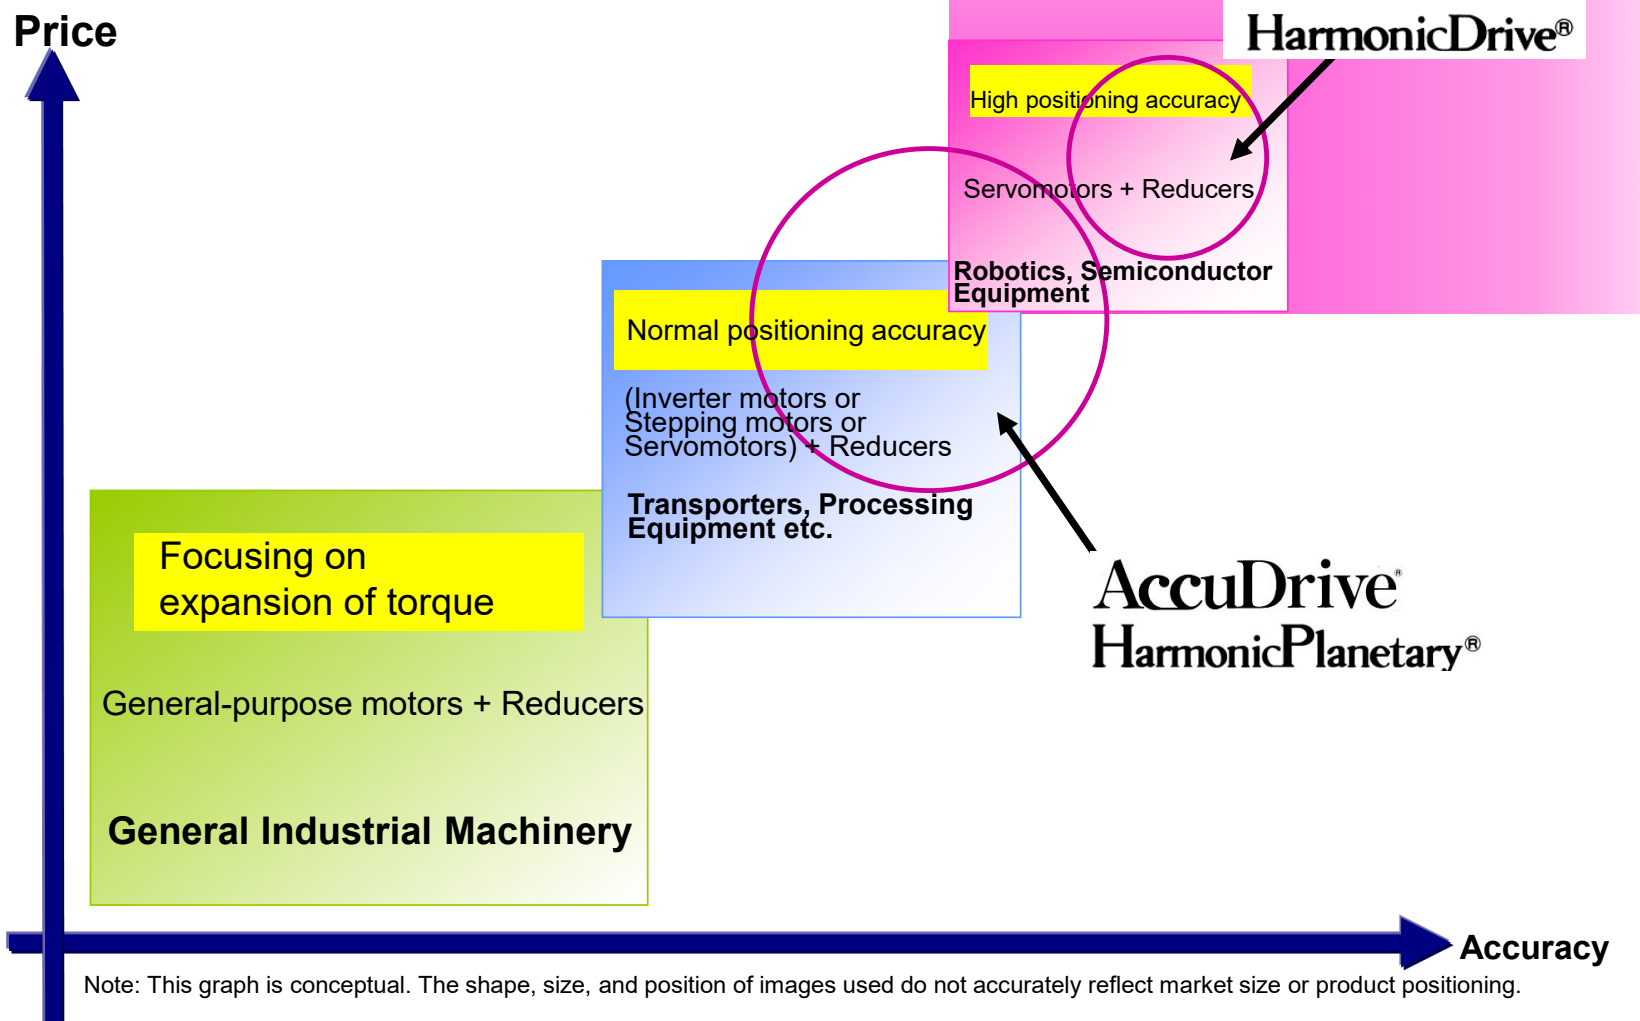 Price
HarmonicDrive®
High positioning accuracy
Servomotors + Reducers
Robotics, Semiconductor
Equipment
Normal positioning accuracy
(Inverter motors or
Stepping motors or
Servomotors) + Reducers
Transporters, Processing
Equipment etc.
Focusing on
expansion of torque
General-purpose motors + Reducers
General Industrial Machinery
AccuDrive®
HarmonicPlanetary®
Accuracy
Note: This graph is conceptual. The shape, size, and position of images used do not accurately reflect market size or product positioning.